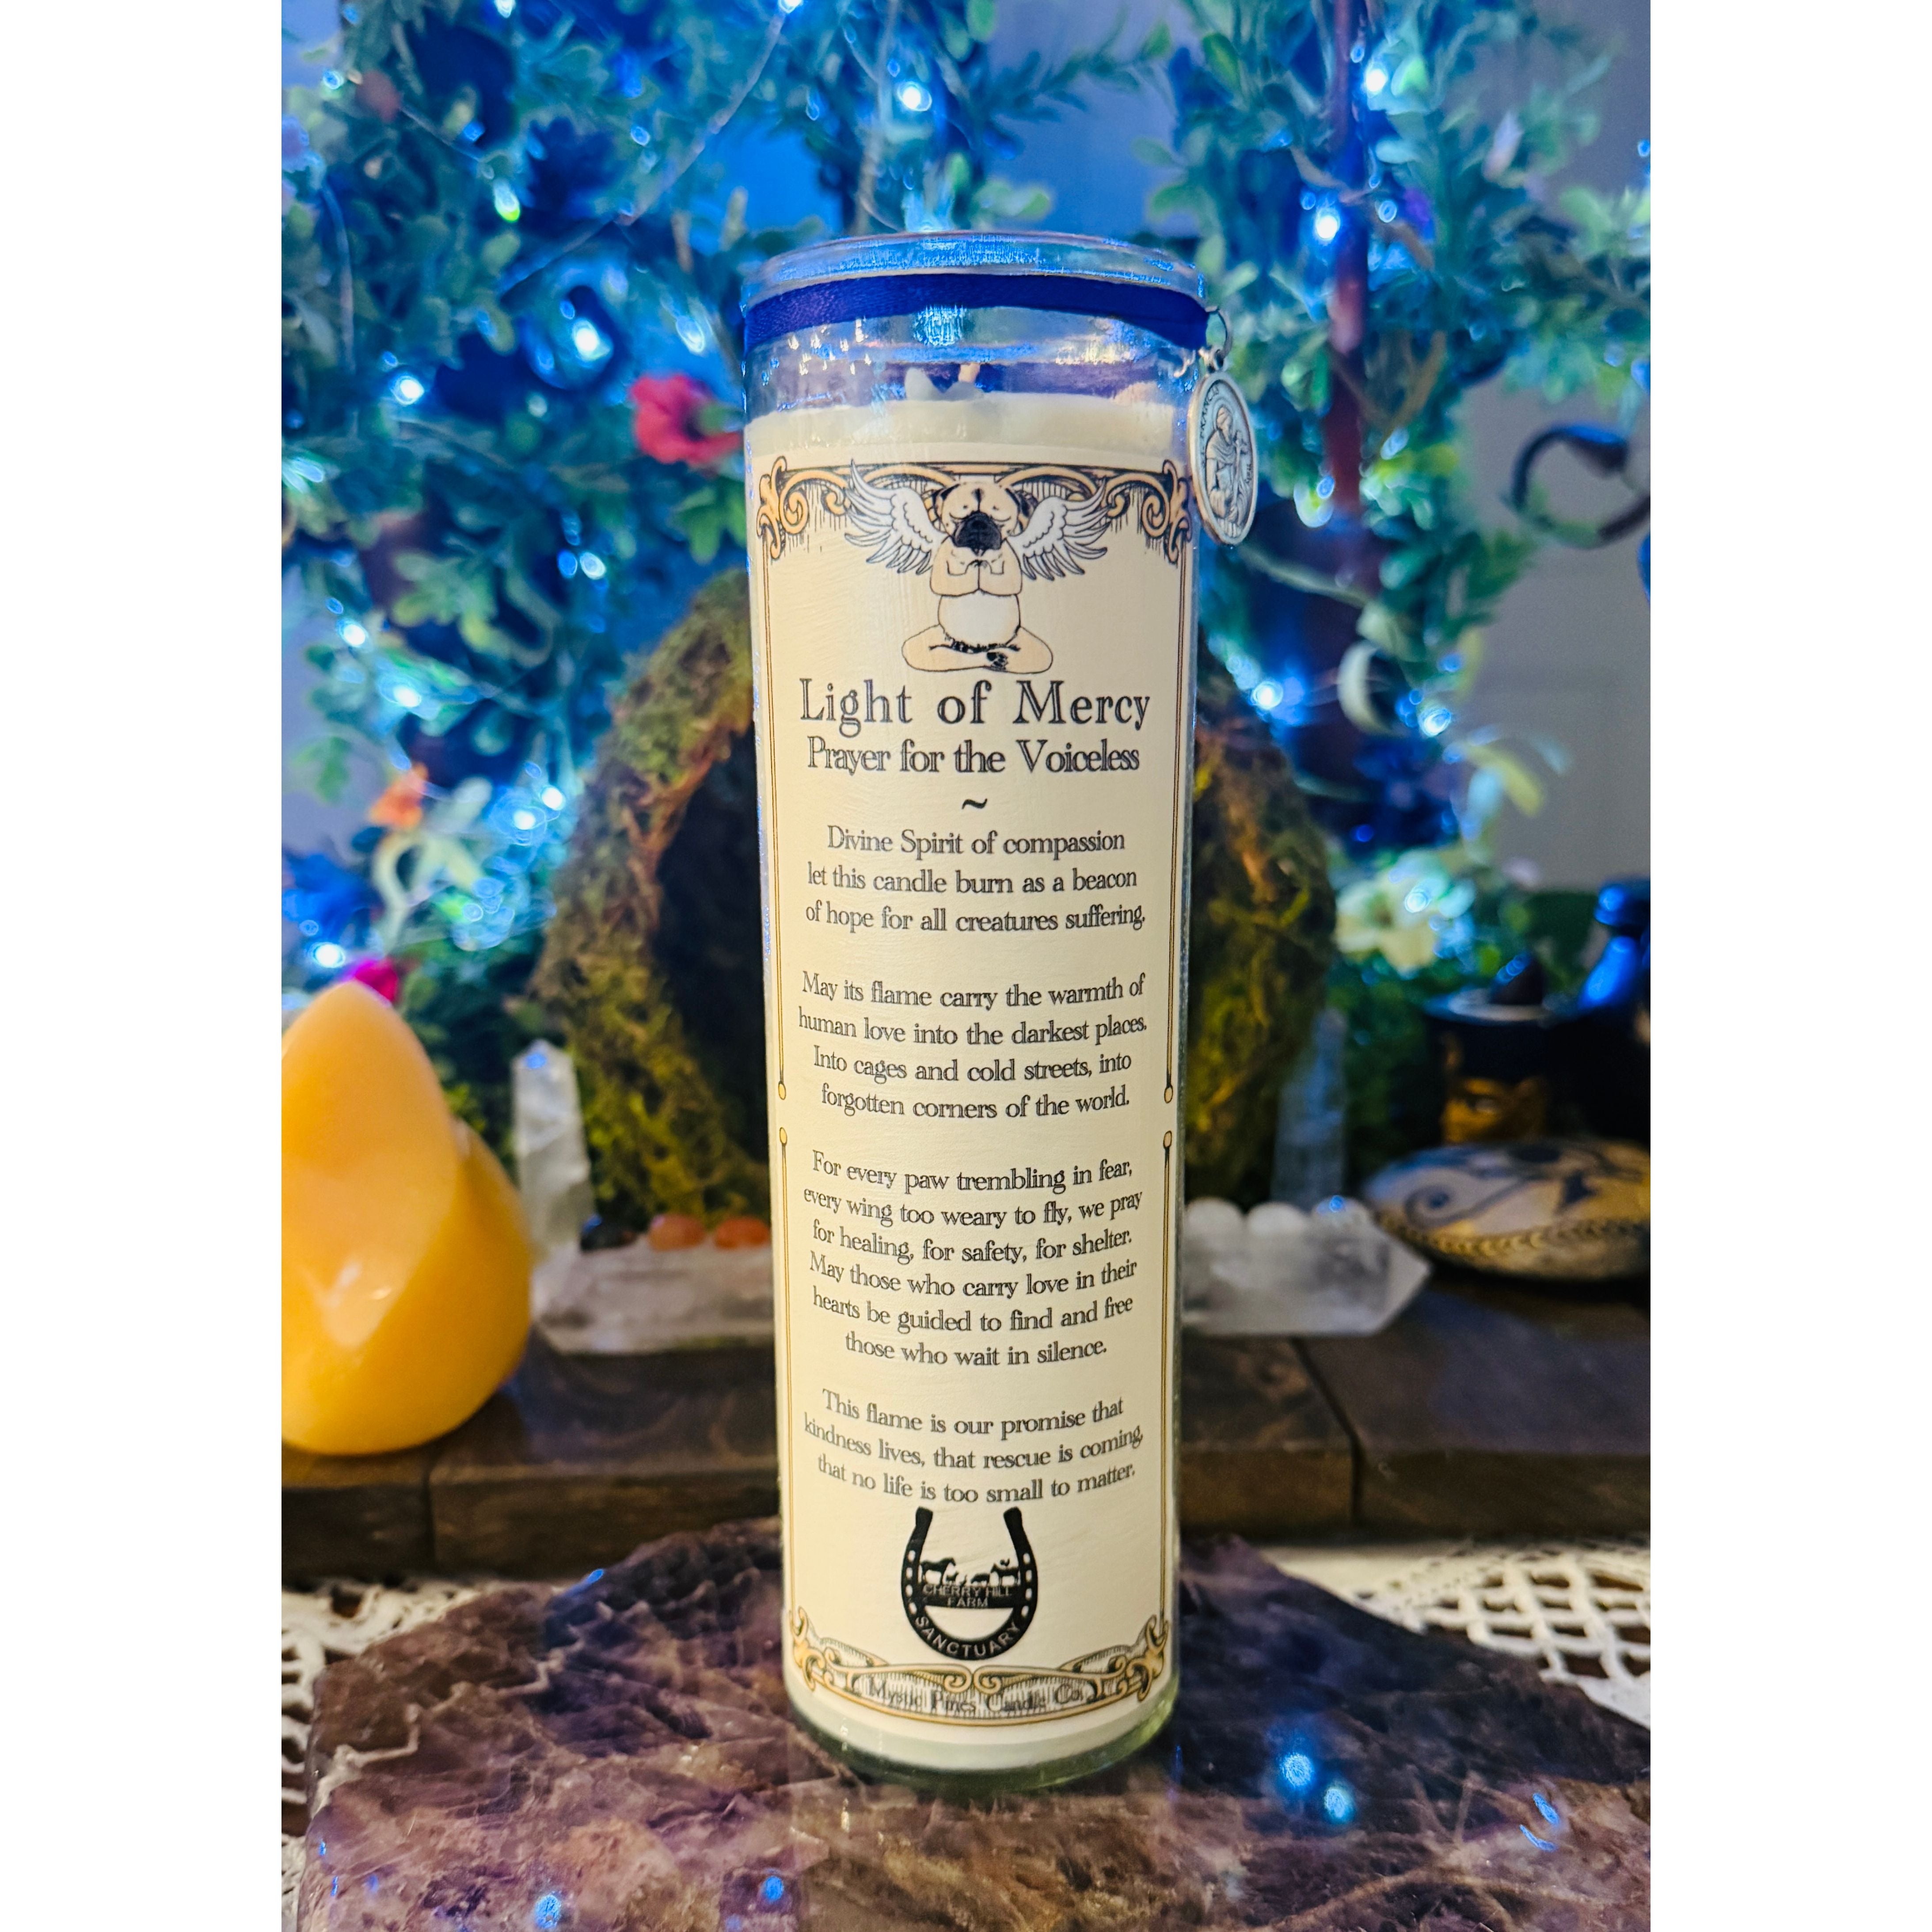 FRANCIS
Light of Mercy
Prayer for the Voiceless
~
Divine Spirit of compassion
let this candle burn as a beacon
of hope for all creatures suffering.
May its flame carry the warmth of
human love into the darkest places.
Into cages and cold streets, into
forgotten corners of the world.
For every paw trembling in fear,
every wing too weary to fly, we pray
for healing, for safety, for shelter.
May those who carry love in their
hearts be guided to find and free
those who wait in silence.
This flame is our promise that
kindness lives, that rescue is coming,
that no life is too small to matter.
CHERRY HILL
FARM
SANCTUARY
Mystic Pines Candle Co.